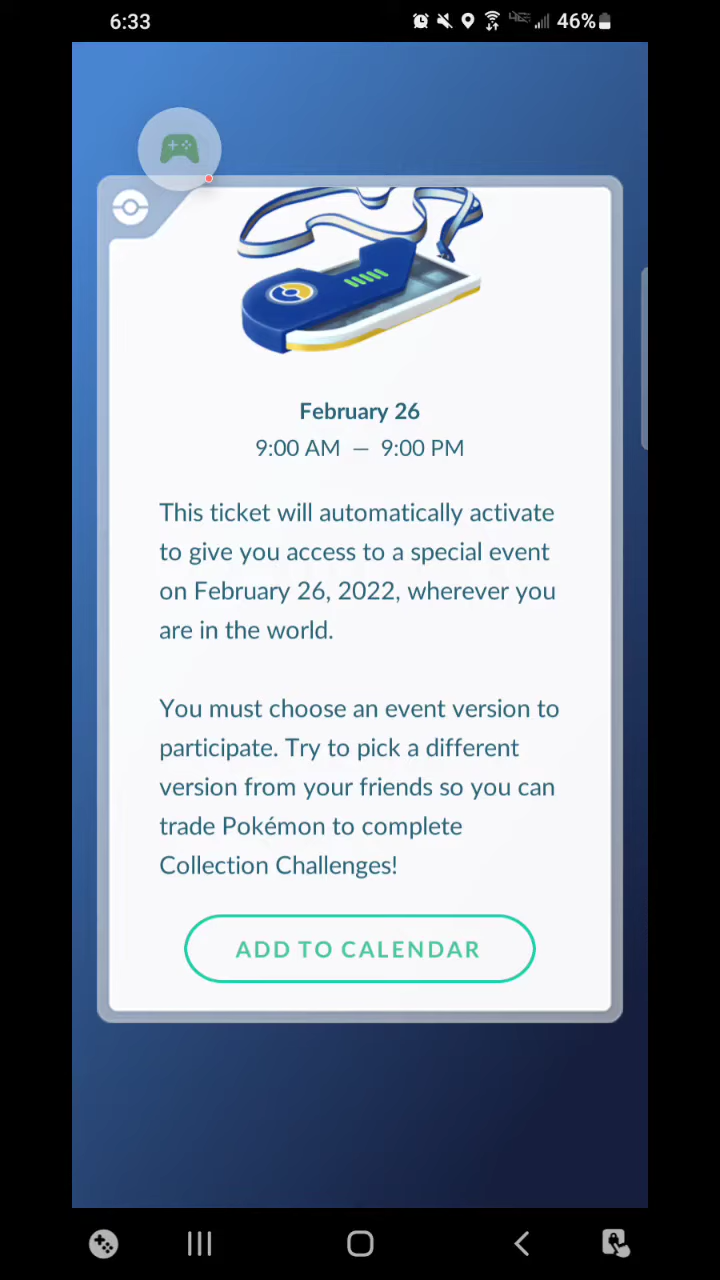 6:33
46%
February 26
9:00 AM — 9:00 PM
This ticket will automatically activate
to give you access to a special event
on February 26, 2022, wherever you
are in the world.
You must choose an event version to
participate. Try to pick a different
version from your friends so you can
trade Pokémon to complete
Collection Challenges!
ADD TO CALENDAR